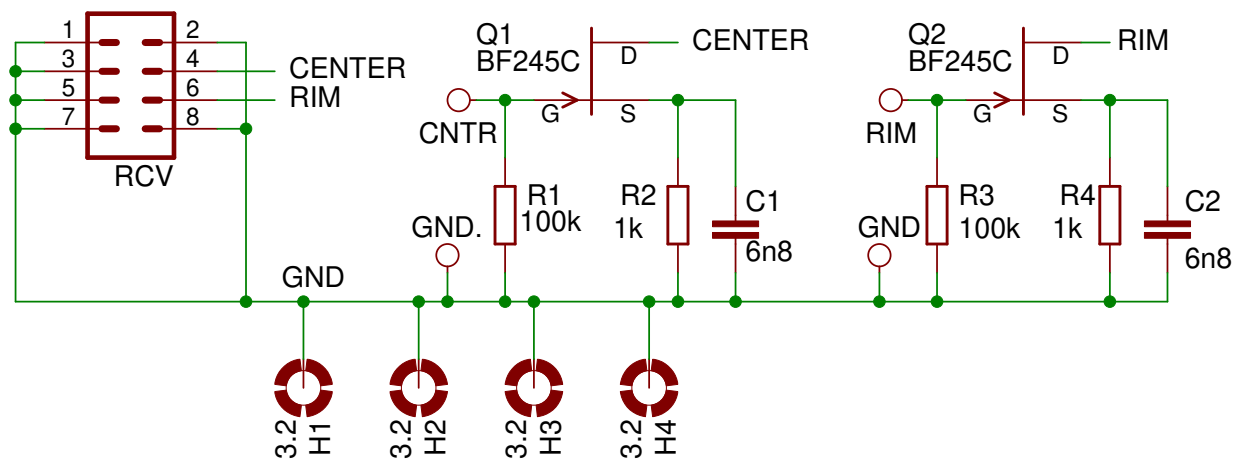 1 2
3 4 CENTER
5 6 RIM
7 8
RCV
Q1
BF245C
D CENTER
G S
CNTR
R1
100k
R2
1k
C1
6n8
GND.
Q2
BF245C
D RIM
G S
RIM
R3
100k
R4
1k
C2
6n8
GND
GND
3.2
H1
3.2
H2
3.2
H3
3.2
H4